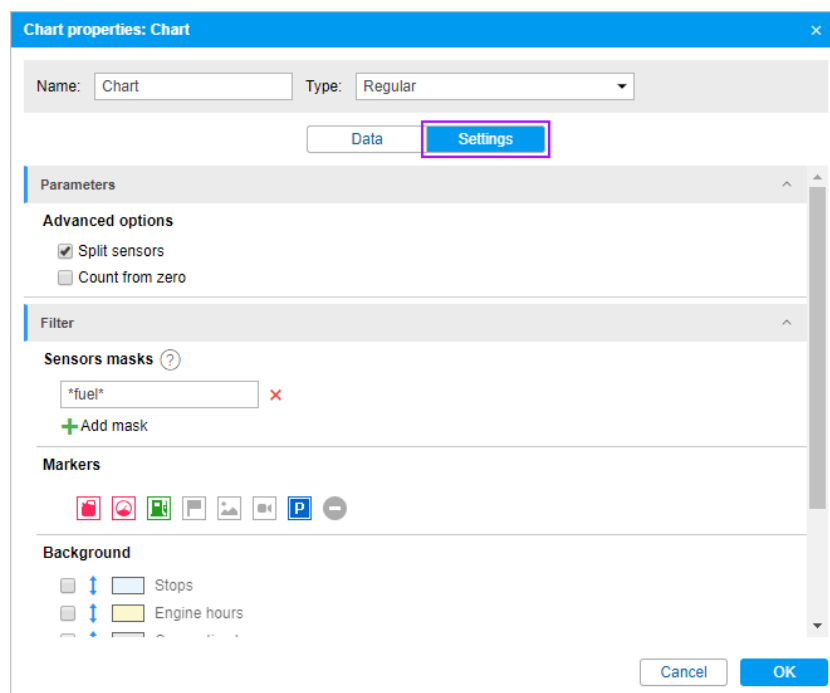 Chart properties: Chart ×
Name: Chart Type: Regular
Data Settings
Parameters
Advanced options
Split sensors
Count from zero
Filter
Sensors masks ?
*fuel*
Add mask
Markers
P
Background
Stops
Engine hours
Cancel OK